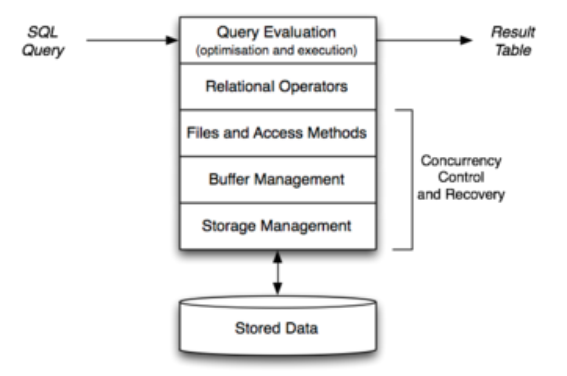 SQL
Query
Query Evaluation
(optimisation and execution)
Result
Table
Relational Operators
Files and Access Methods
Buffer Management
Storage Management
Concurrency
Control
and Recovery
Stored Data